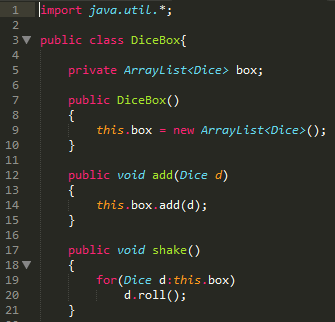 1 import java.util.*;
2
3 public class DiceBox{
4
5 private ArrayList<Dice> box;
6
7 public DiceBox()
8 {
9 this.box = new ArrayList<Dice>();
10 }
11
12 public void add(Dice d)
13 {
14 this.box.add(d);
15 }
16
17 public void shake()
18 {
19 for(Dice d:this.box)
20 d.roll();
21 }